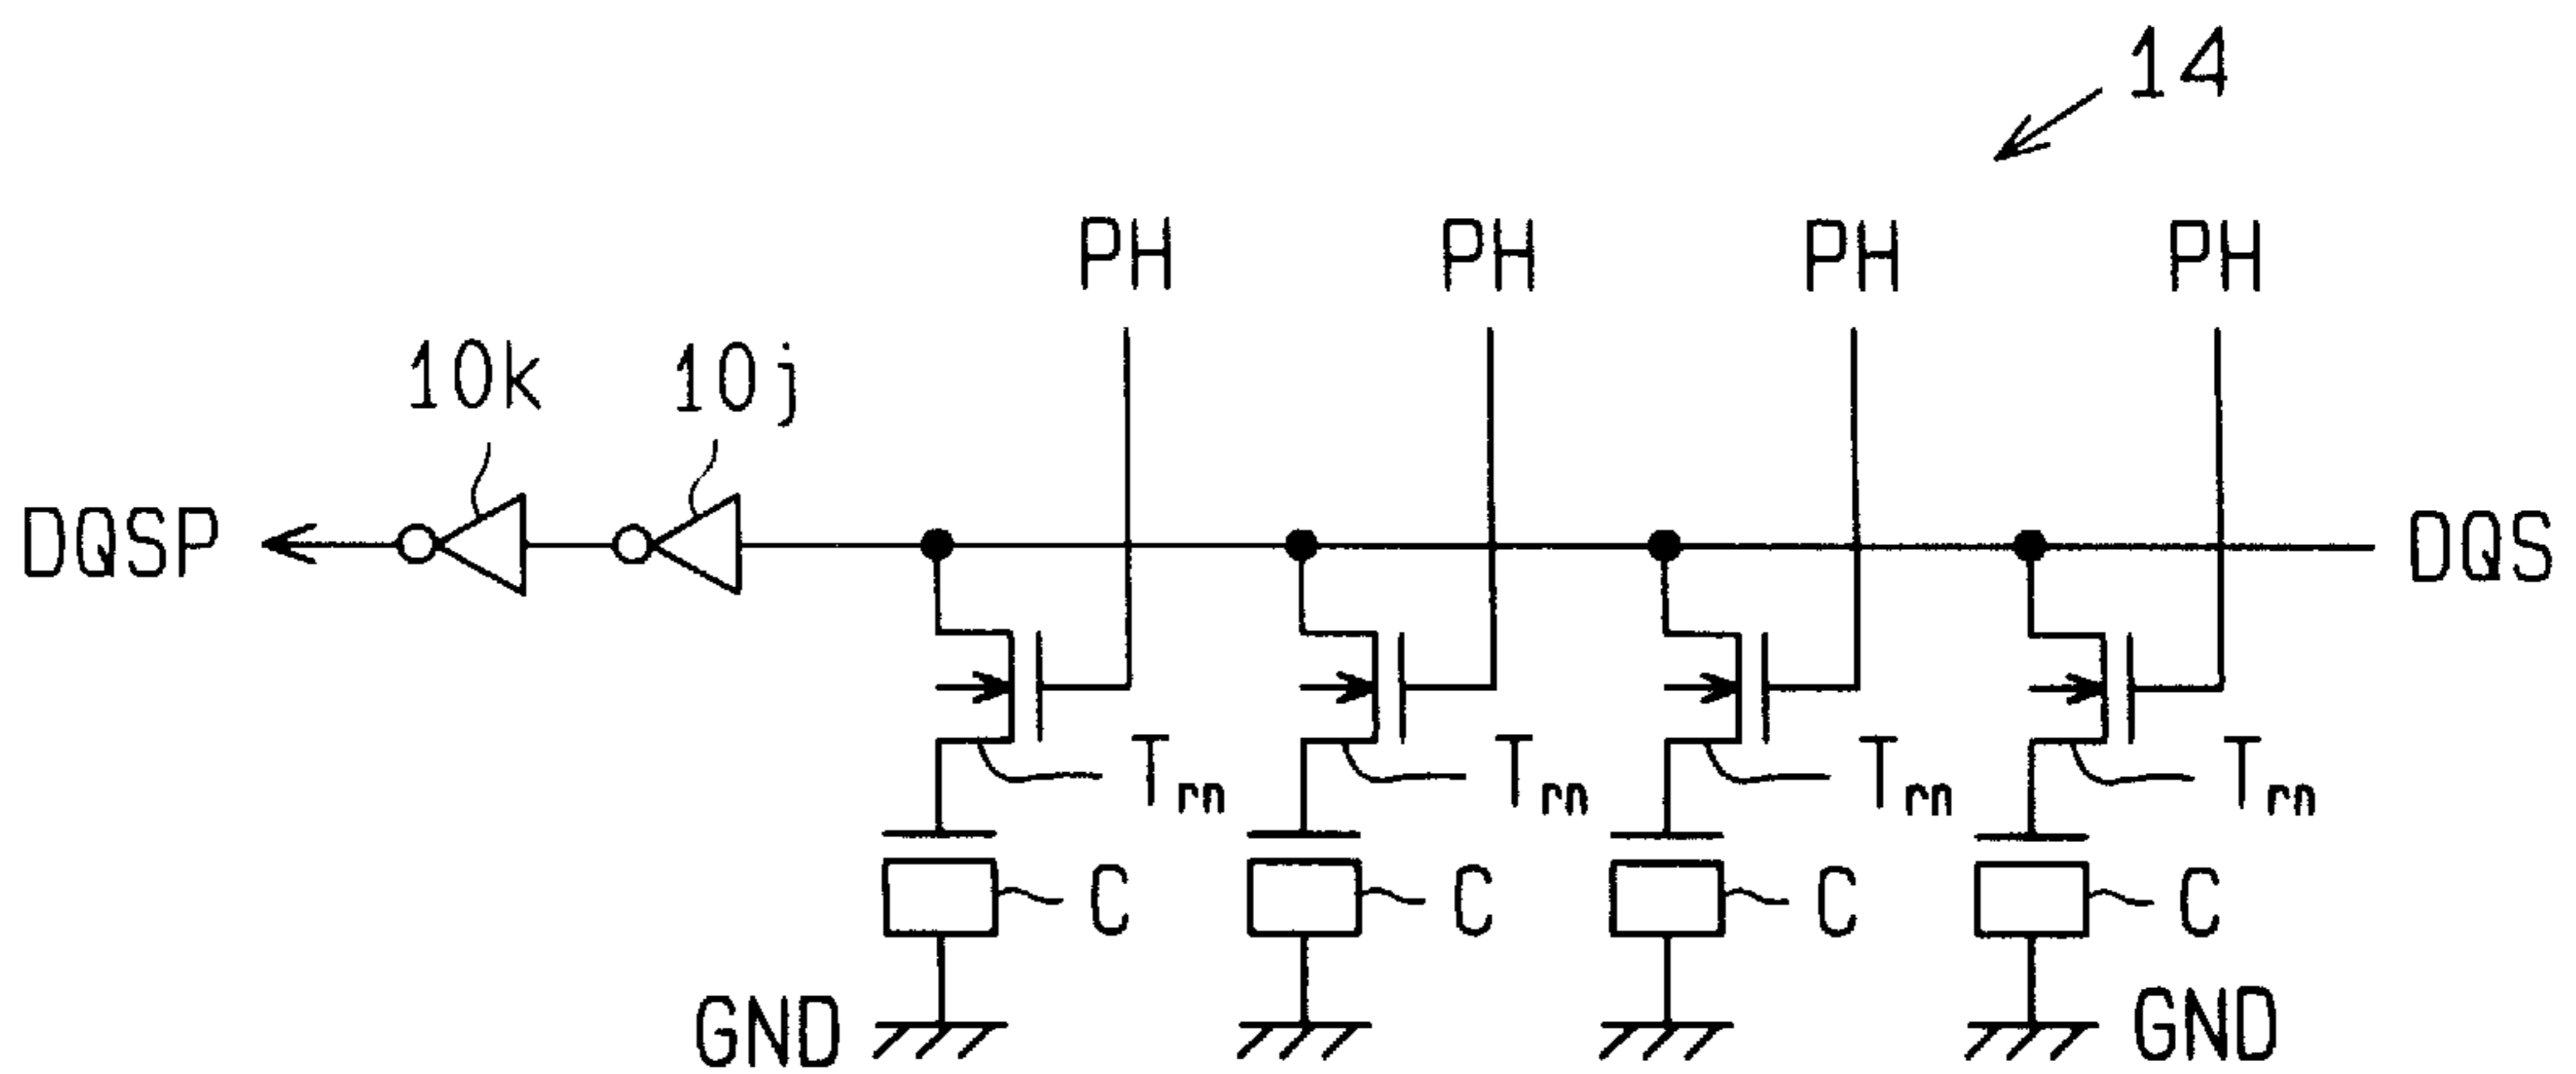 14
PH PH PH PH
10k 10j
DQSP DQS
Trn Trn Trn Trn
C C C C
GND GND